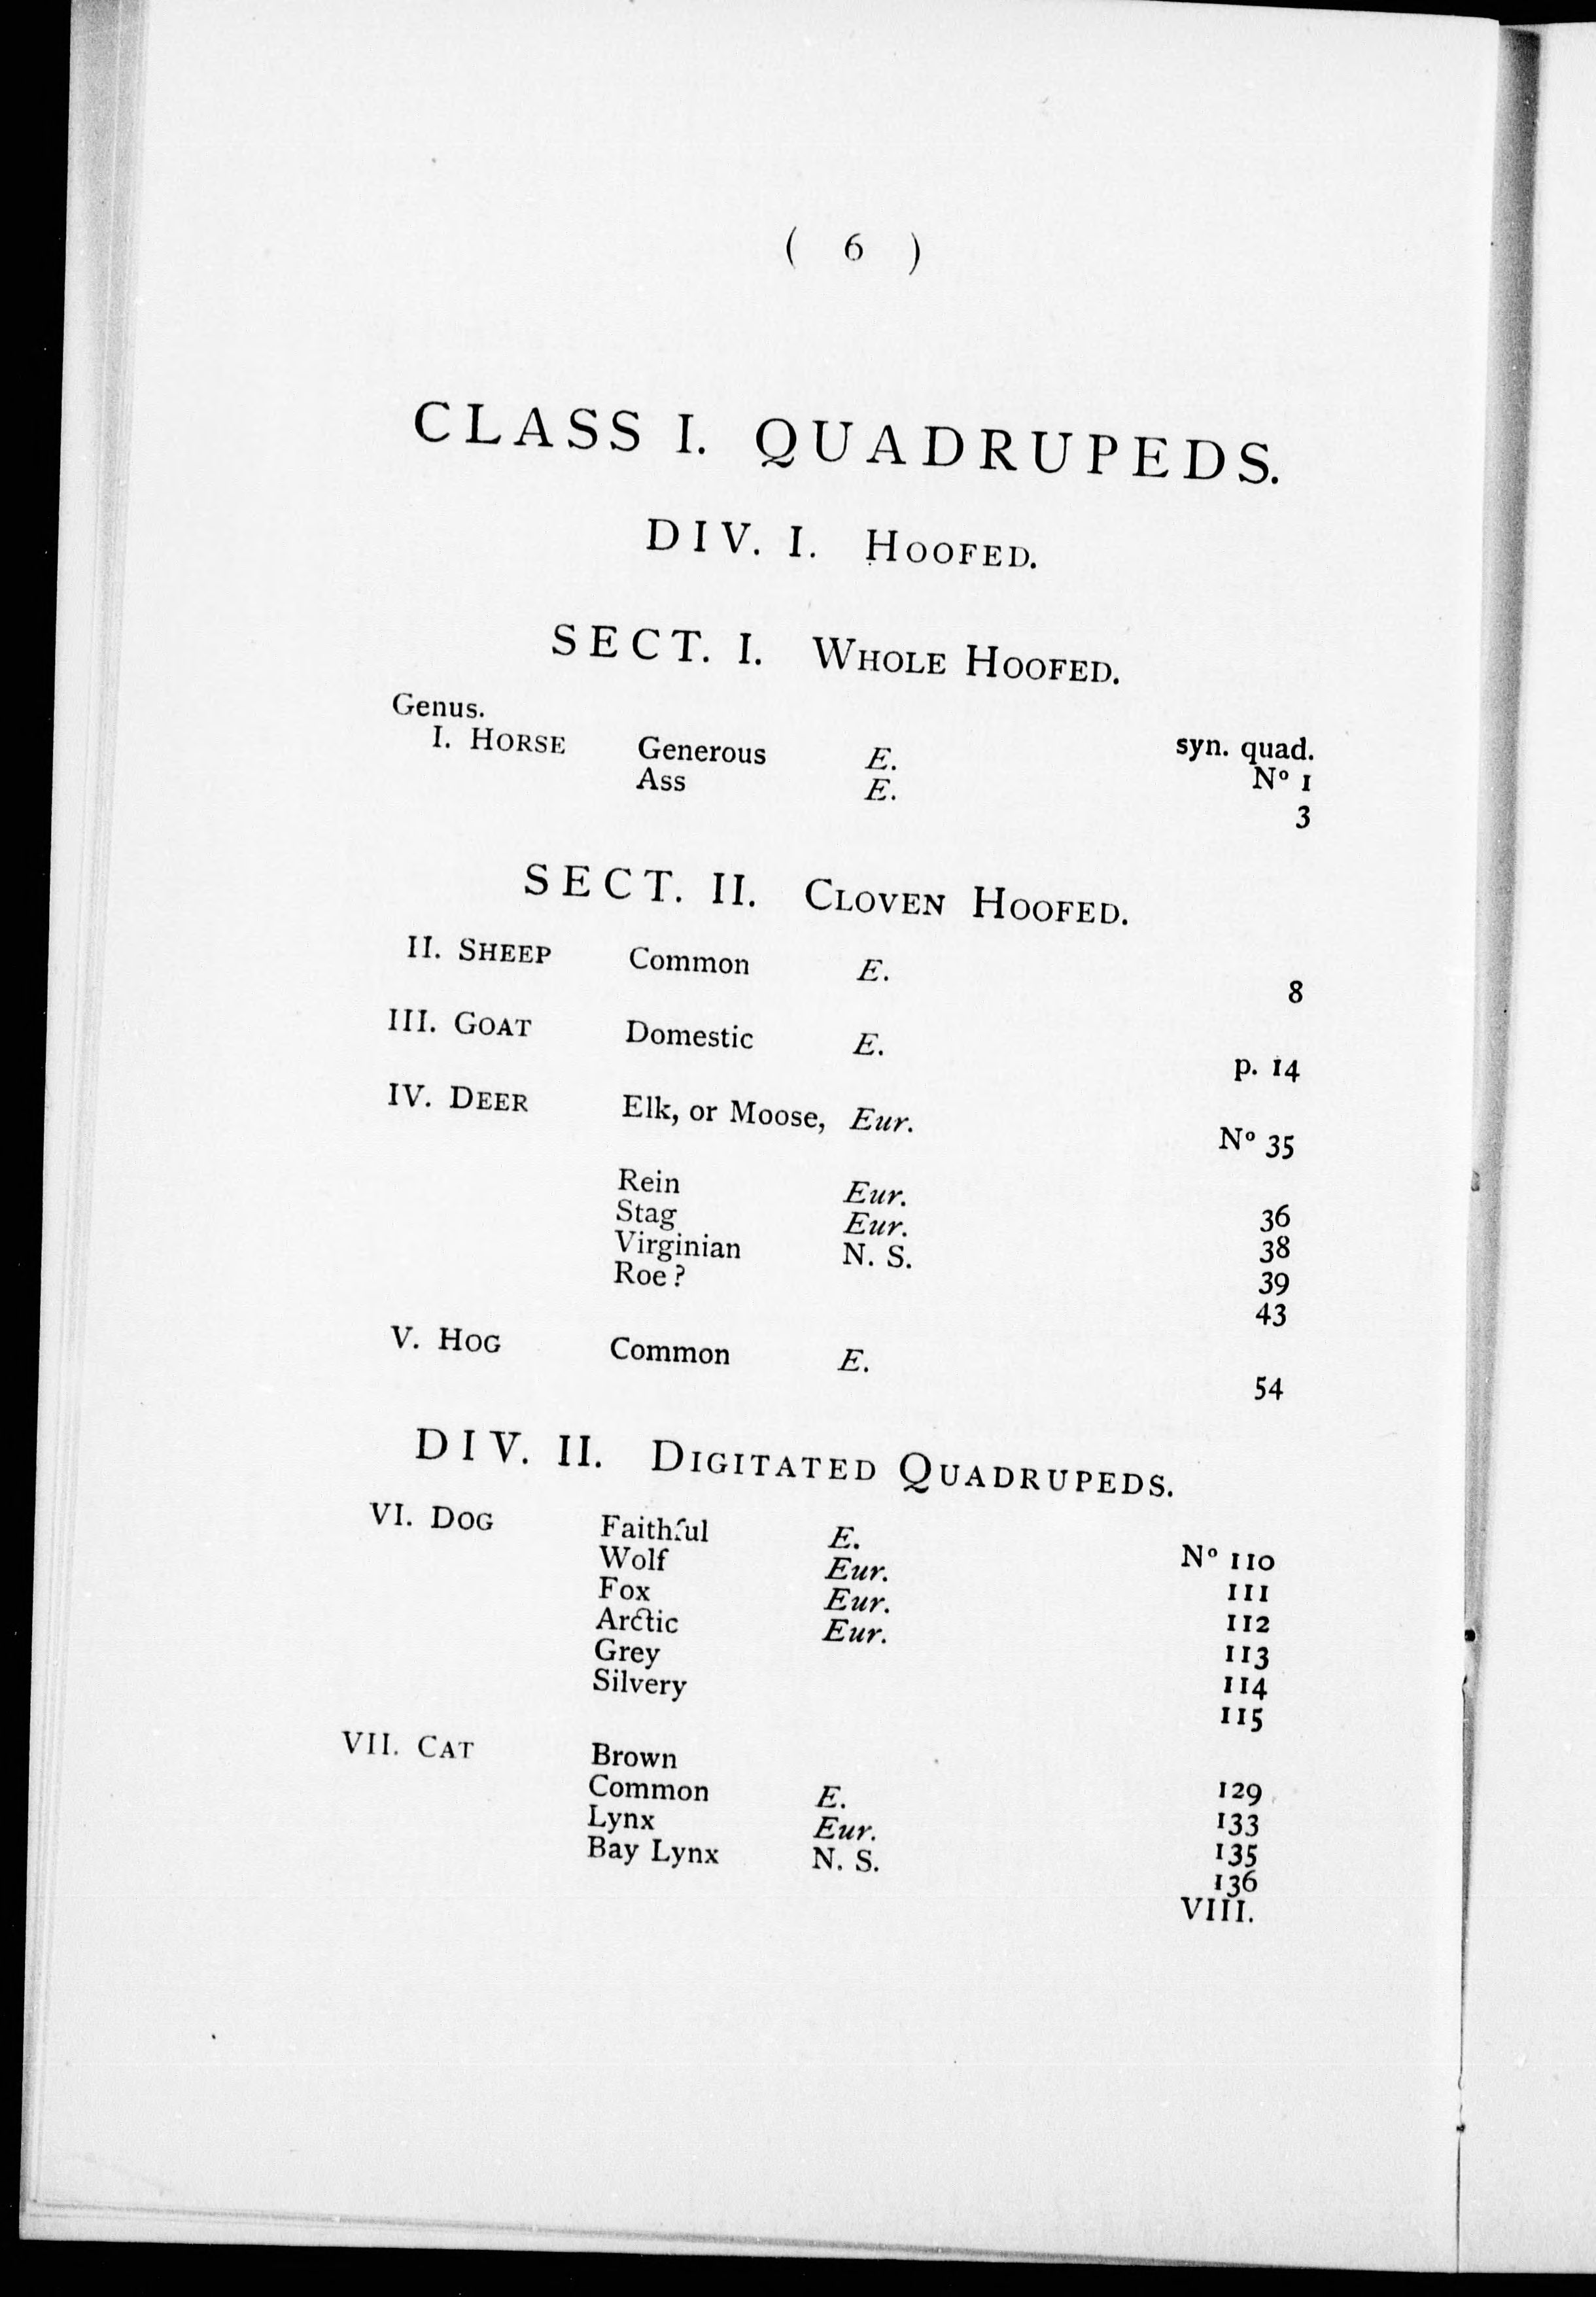 ( 6 )
CLASS I. QUADRUPEDS.
DIV. I. HOOFED.
SECT. I. WHOLE HOOFED.
Genus. syn. quad.
I. HORSE Generous E. Nº 1
Ass E. 3
SECT. II. CLOVEN HOOFED.
II. SHEEP Common E. 8
III. GOAT Domestic E. p. 14
IV. DEER Elk, or Moose, Eur. Nº 35
Rein Eur. 36
Stag Eur. 38
Virginian N. S. 39
Roe? 43
V. HOG Common E. 54
DIV. II. DIGITATED QUADRUPEDS.
VI. DOG Faithful E. Nº 110
Wolf Eur. 111
Fox Eur. 112
Arctic Eur. 113
Grey 114
Silvery 115
VII. CAT Brown 129
Common E. 133
Lynx Eur. 135
Bay Lynx N. S. 136
VIII.